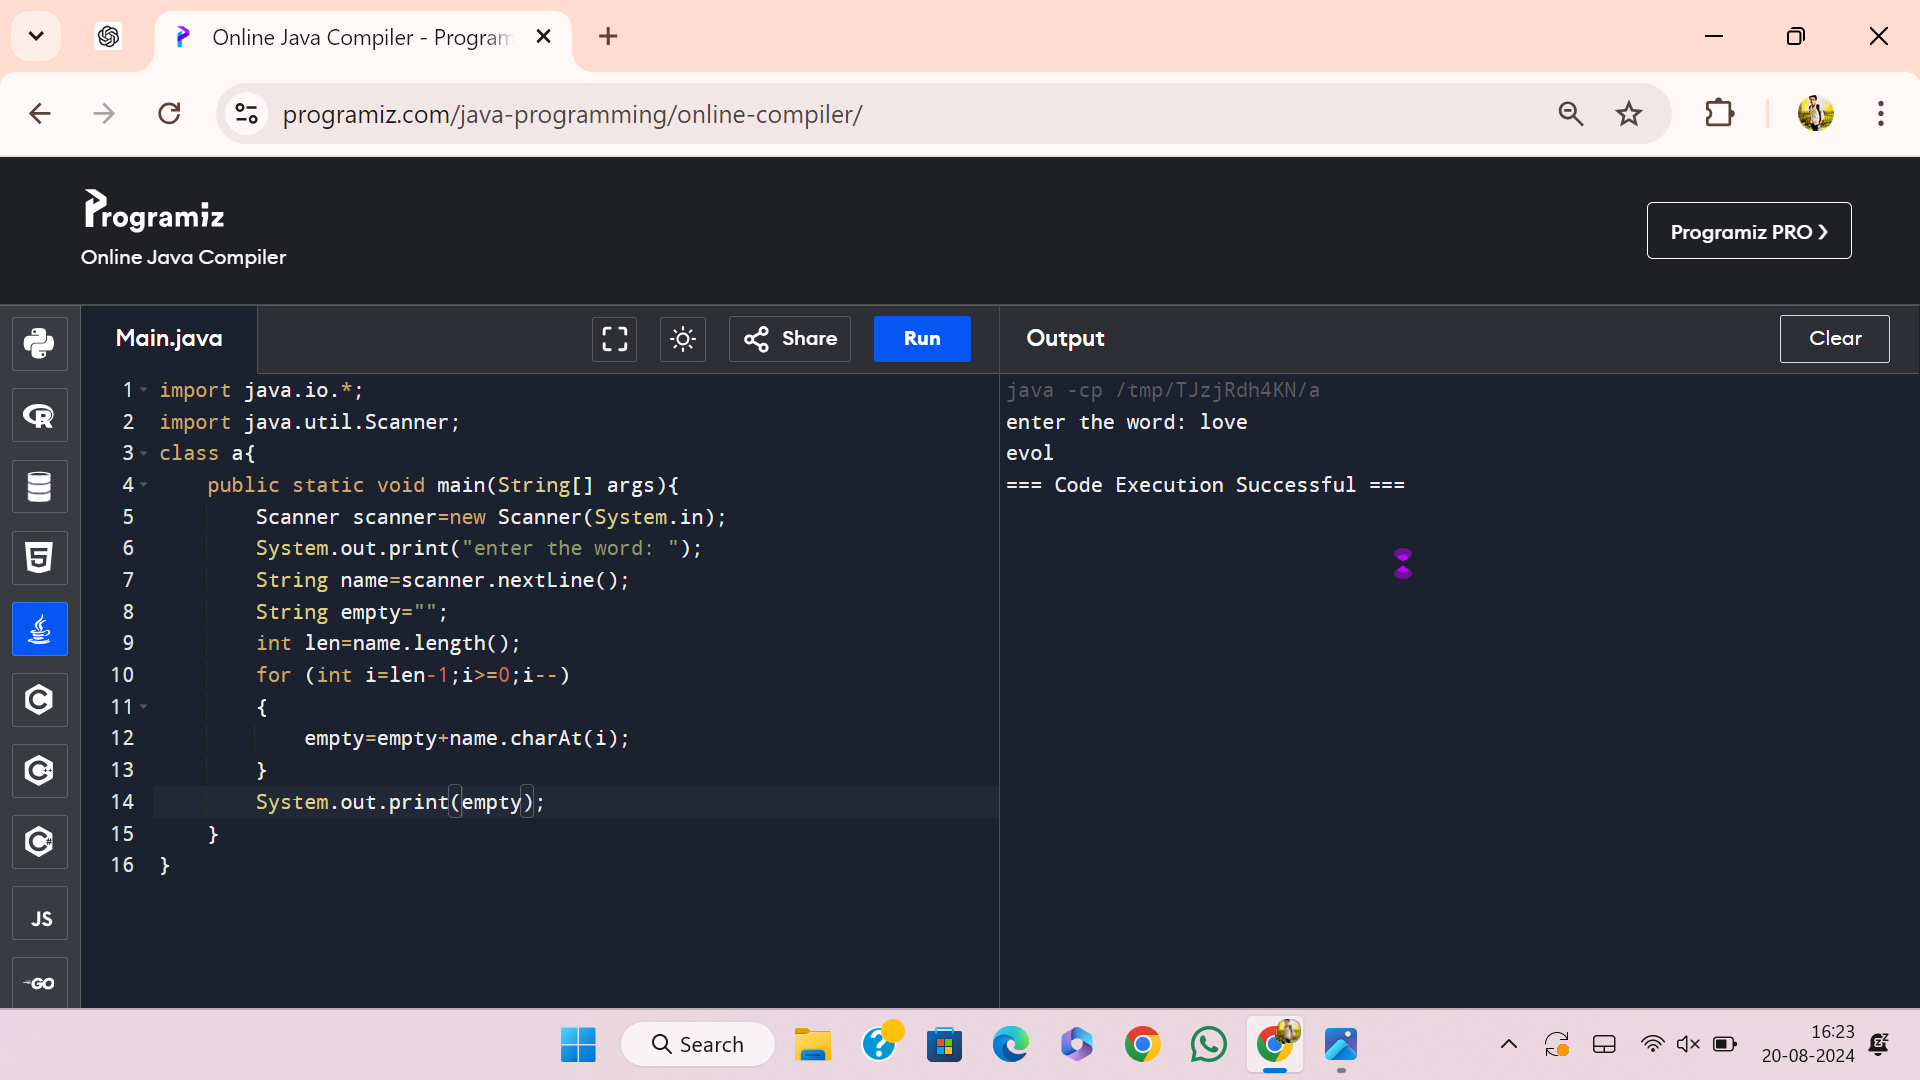 Online Java Compiler - Program
programiz.com/java-programming/online-compiler/
Programiz
Online Java Compiler
Programiz PRO ❯
Main.java
Share
Run
Output
Clear
1 import java.io.*;
2 import java.util.Scanner;
3 class a{
4     public static void main(String[] args){
5         Scanner scanner=new Scanner(System.in);
6         System.out.print("enter the word: ");
7         String name=scanner.nextLine();
8         String empty="";
9         int len=name.length();
10         for (int i=len-1;i>=0;i--)
11         {
12             empty=empty+name.charAt(i);
13         }
14         System.out.print(empty);
15     }
16 }
java -cp /tmp/TJzjRdh4KN/a
enter the word: love
evol
=== Code Execution Successful ===
R
5
C
C++
C#
JS
GO
Search
16:23
20-08-2024